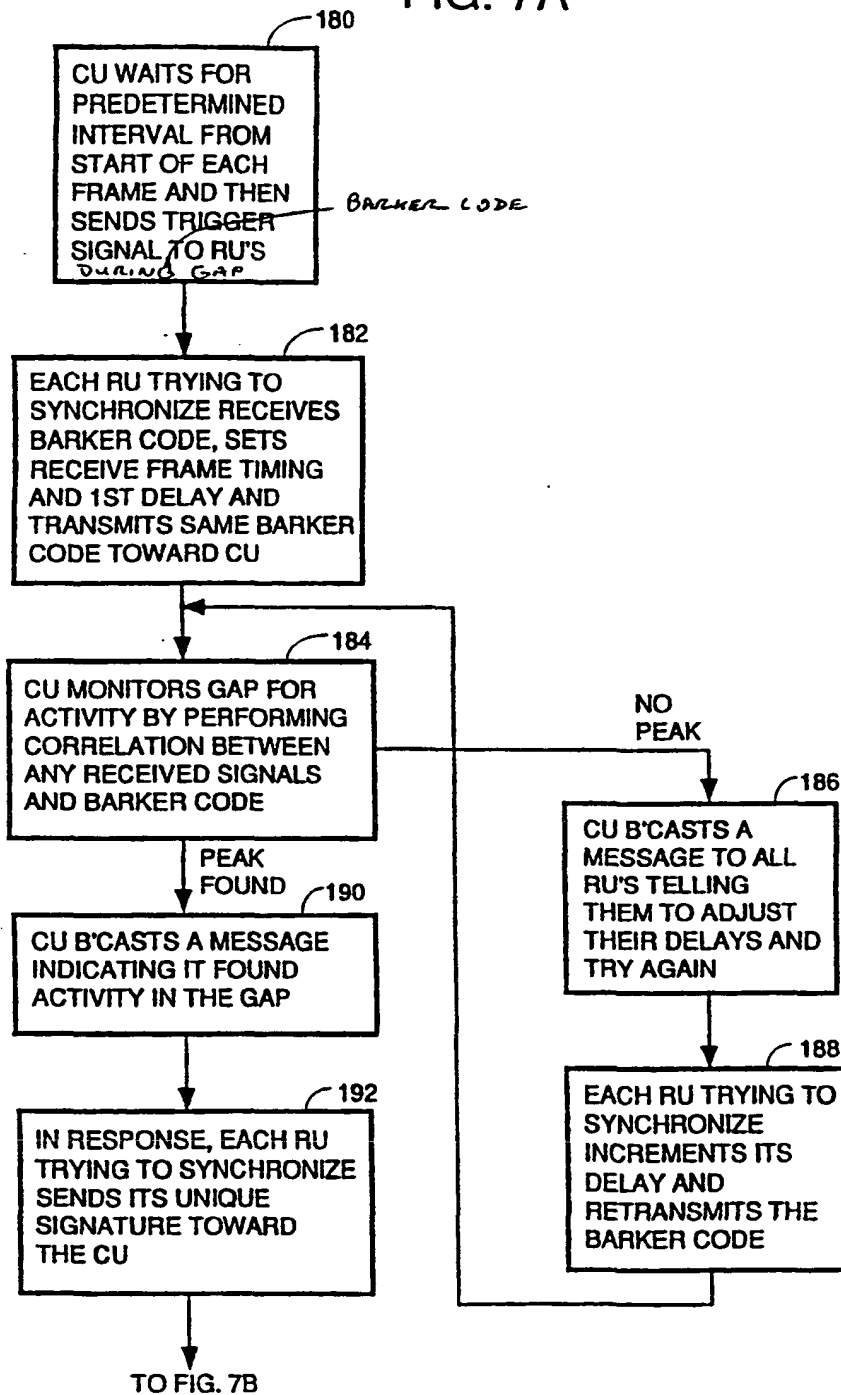 FIG. 7A
180
CU WAITS FOR
PREDETERMINED
INTERVAL FROM
START OF EACH
FRAME AND THEN
SENDS TRIGGER
SIGNAL TO RU'S
DURING GAP
BARKER CODE
182
EACH RU TRYING TO
SYNCHRONIZE RECEIVES
BARKER CODE, SETS
RECEIVE FRAME TIMING
AND 1ST DELAY AND
TRANSMITS SAME BARKER
CODE TOWARD CU
184
CU MONITORS GAP FOR
ACTIVITY BY PERFORMING
CORRELATION BETWEEN
ANY RECEIVED SIGNALS
AND BARKER CODE
NO
PEAK
186
CU B'CASTS A
MESSAGE TO ALL
RU'S TELLING
THEM TO ADJUST
THEIR DELAYS AND
TRY AGAIN
188
EACH RU TRYING TO
SYNCHRONIZE
INCREMENTS ITS
DELAY AND
RETRANSMITS THE
BARKER CODE
PEAK
FOUND
190
CU B'CASTS A MESSAGE
INDICATING IT FOUND
ACTIVITY IN THE GAP
192
IN RESPONSE, EACH RU
TRYING TO SYNCHRONIZE
SENDS ITS UNIQUE
SIGNATURE TOWARD
THE CU
TO FIG. 7B